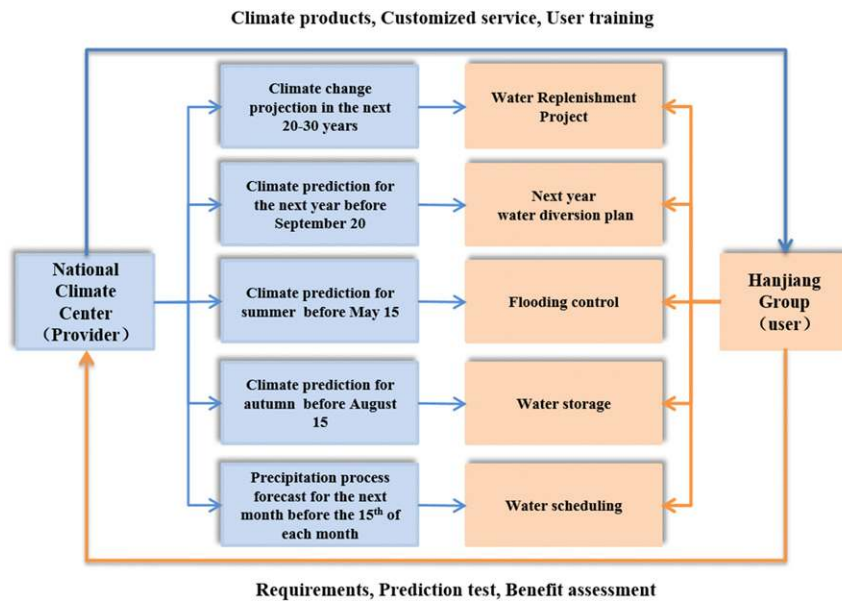 Climate products, Customized service, User training
Climate change
projection in the next
20-30 years
Water Replenishment
Project
Climate prediction for
the next year before
September 20
Next year
water diversion plan
National
Climate
Center
（Provider）
Climate prediction for
summer before May 15
Flooding control
Hanjiang
Group
（user）
Climate prediction for
autumn before August
15
Water storage
Precipitation process
forecast for the next
month before the 15th of
each month
Water scheduling
Requirements, Prediction test, Benefit assessment